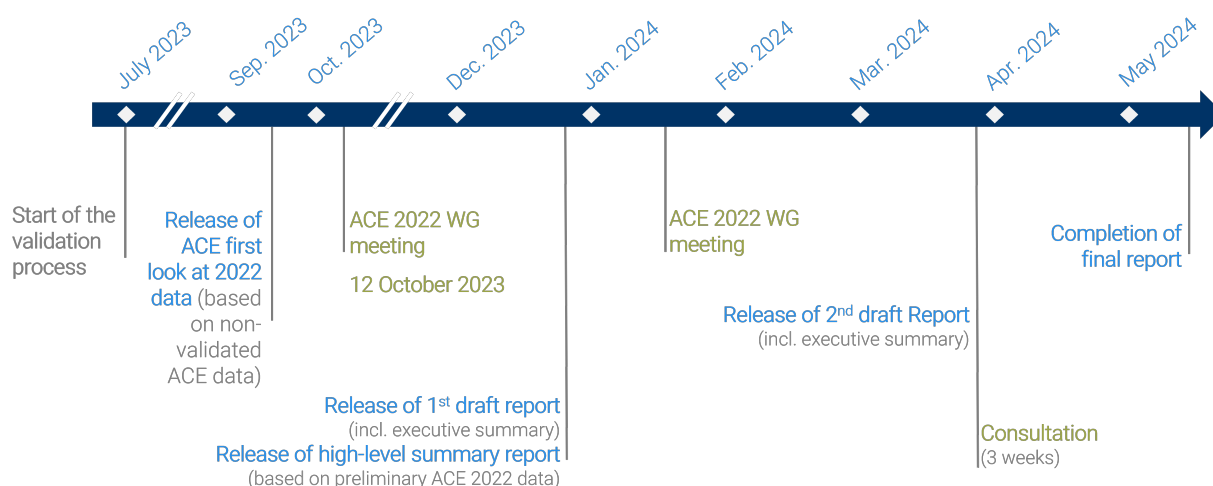 July 2023
Sep. 2023
Oct. 2023
Dec. 2023
Jan. 2024
Feb. 2024
Mar. 2024
Apr. 2024
May 2024
Start of the
validation
process
Release of
ACE first
look at 2022
data (based
on non-
validated
ACE data)
ACE 2022 WG
meeting
12 October 2023
Release of 1st draft report
(incl. executive summary)
Release of high-level summary report
(based on preliminary ACE 2022 data)
ACE 2022 WG
meeting
Release of 2nd draft Report
(incl. executive summary)
Consultation
(3 weeks)
Completion of
final report